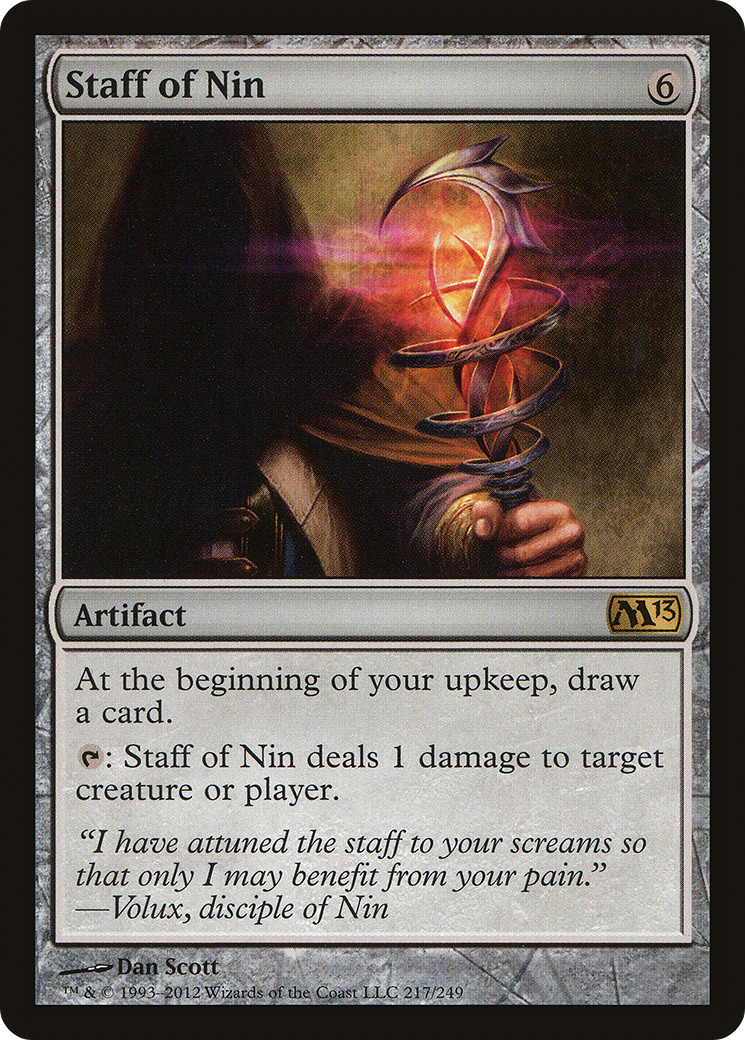 Staff of Nin 6
Artifact M13
At the beginning of your upkeep, draw
a card.
: Staff of Nin deals 1 damage to target
creature or player.
“I have attuned the staff to your screams so
that only I may benefit from your pain.”
—Volux, disciple of Nin
Dan Scott
™ & © 1993–2012 Wizards of the Coast LLC 217/249